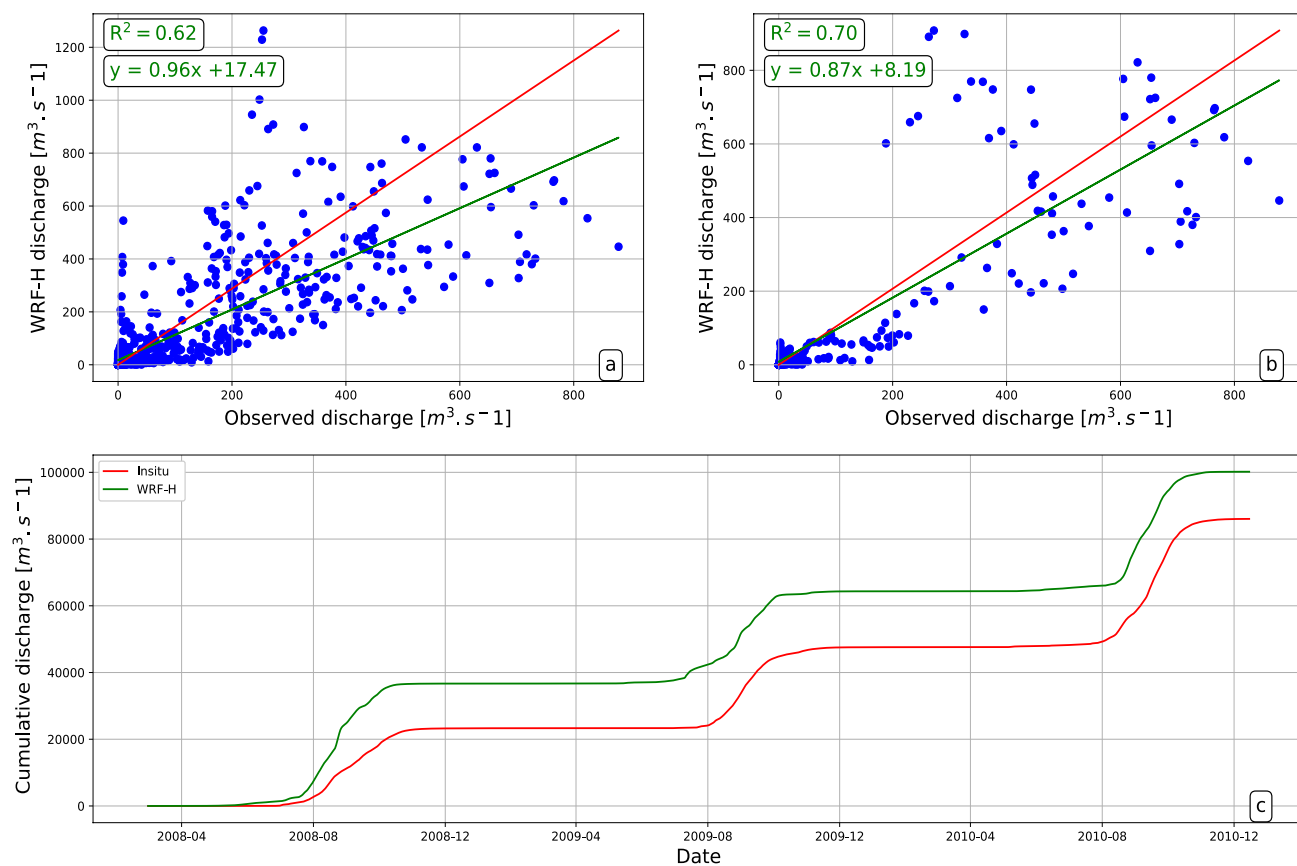 R² = 0.62
y = 0.96x +17.47
1200
1000
800
600
400
200
0
WRF-H discharge [m³. s−1]
0 200 400 600 800
Observed discharge [m³. s−1]
a
R² = 0.70
y = 0.87x +8.19
800
600
400
200
0
WRF-H discharge [m³. s−1]
0 200 400 600 800
Observed discharge [m³. s−1]
b
Insitu
WRF-H
100000
80000
60000
40000
20000
0
Cumulative discharge [m³. s−1]
2008-04 2008-08 2008-12 2009-04 2009-08 2009-12 2010-04 2010-08 2010-12
Date
c